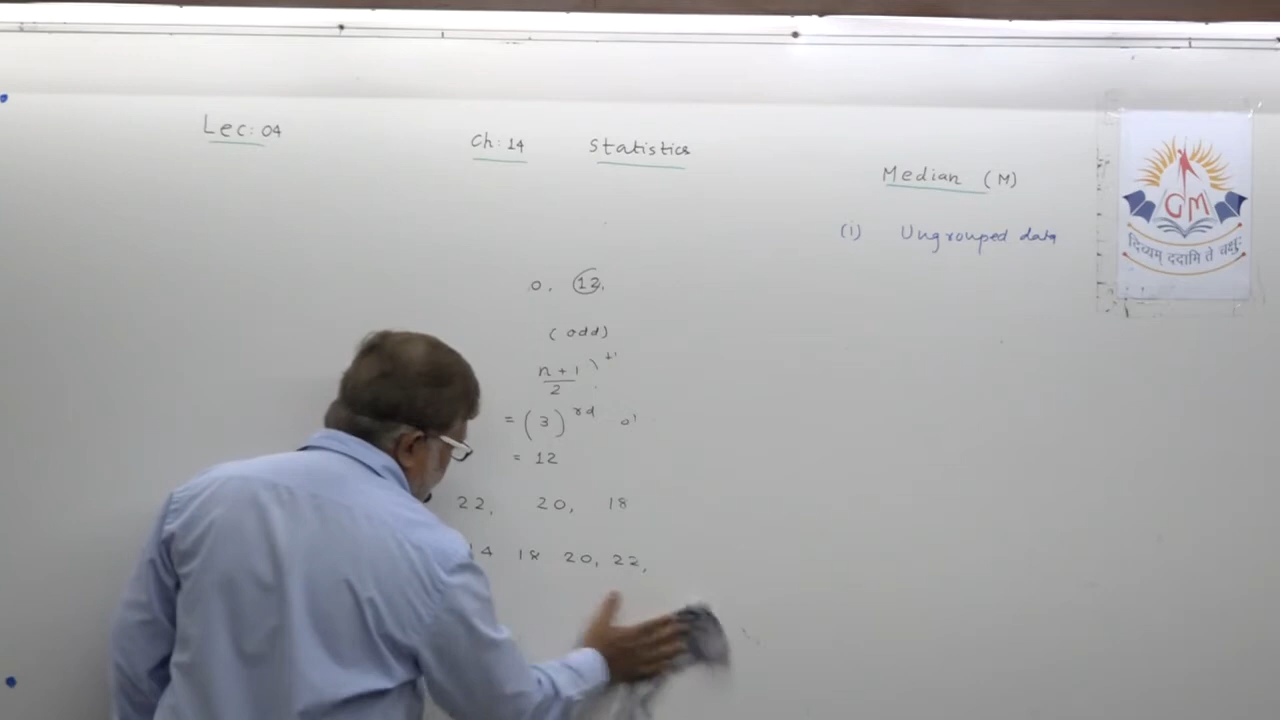 Lec: 04
Ch: 14 Statistics
Median (M)
(i) Ungrouped data
0, 12,
(odd)
n + 1
2
= (3)rd
= 12
22, 20, 18
14 18 20, 22,
GM
दिव्यम् ददामि ते चक्षुः